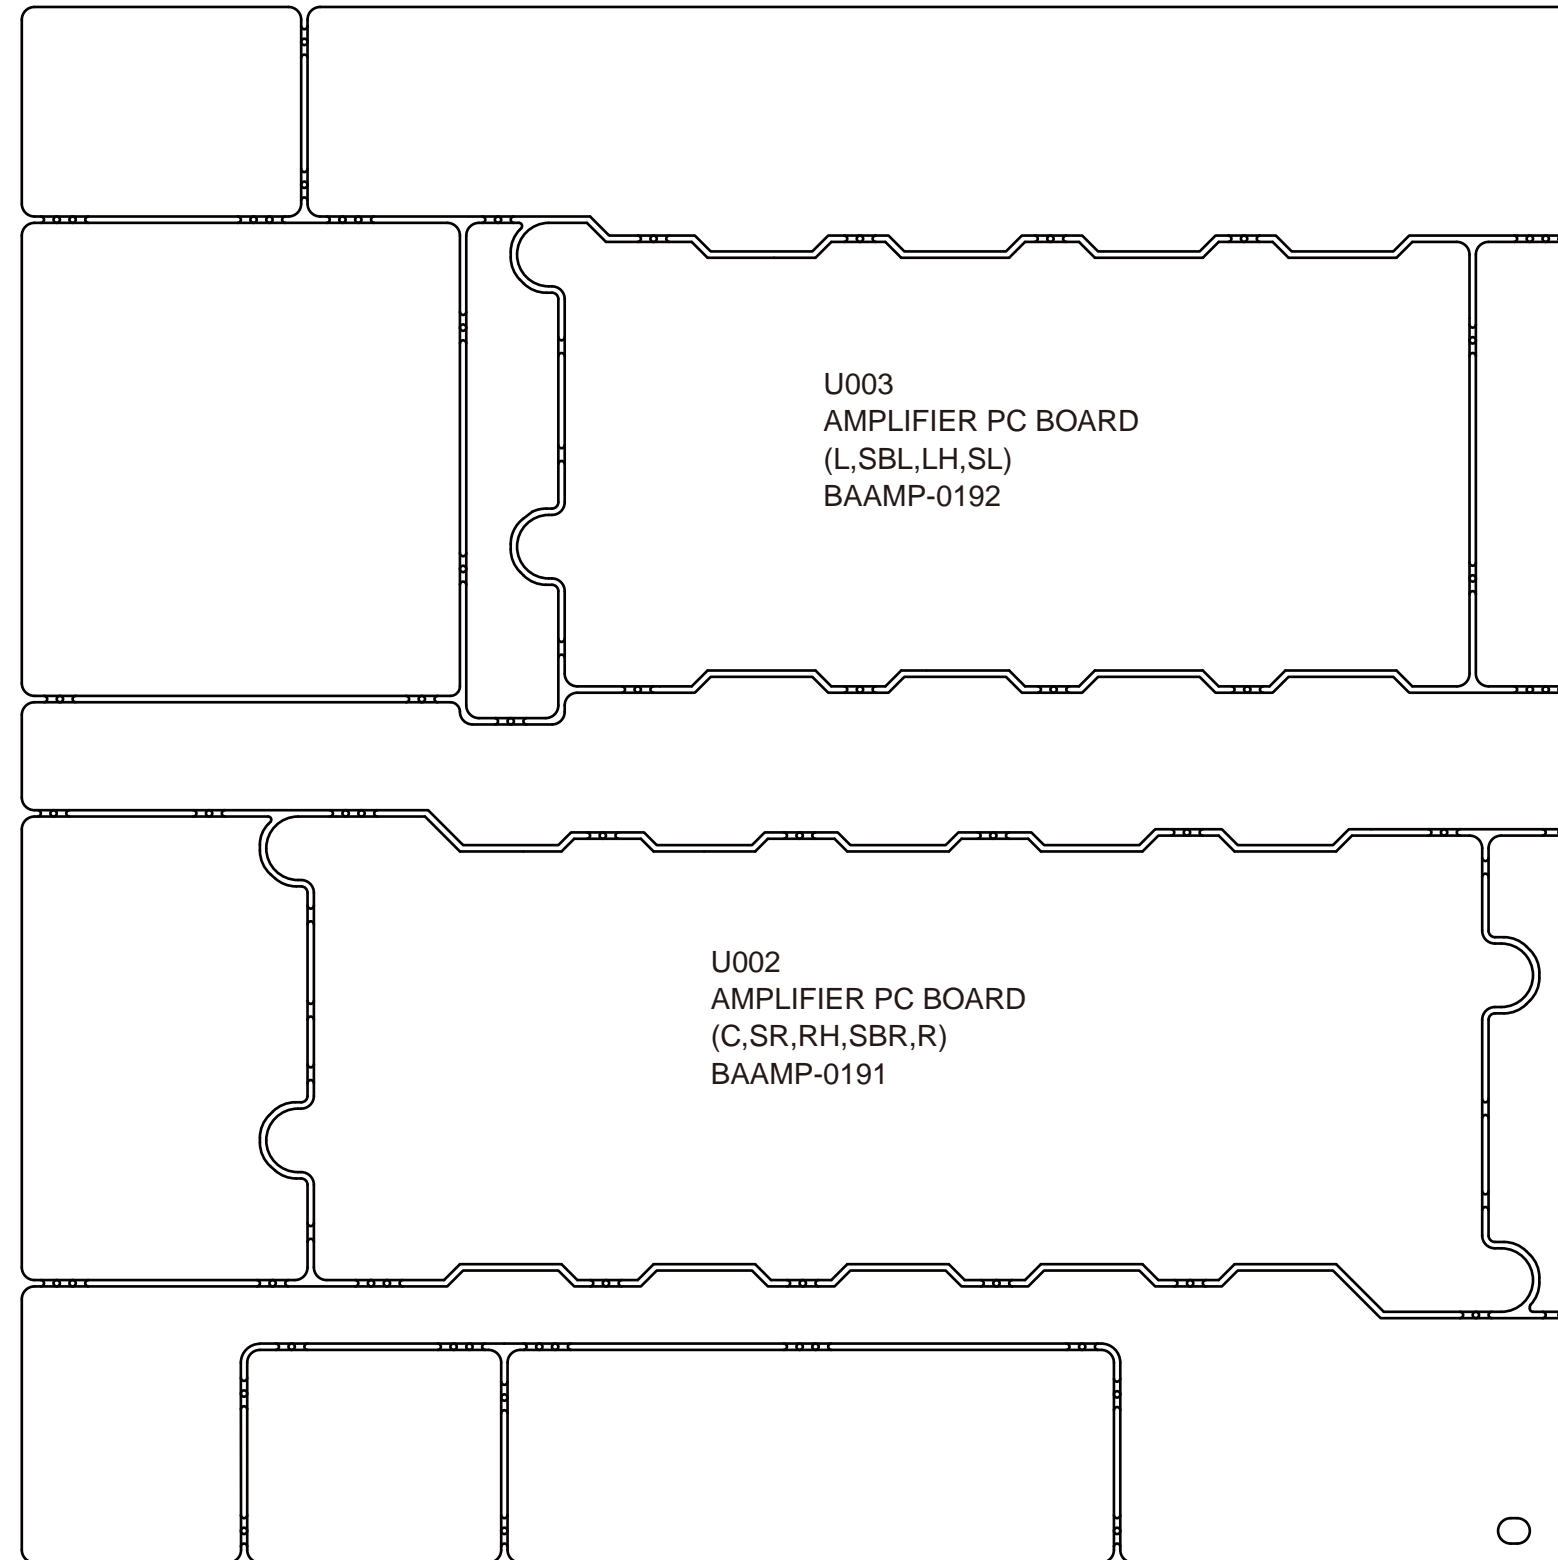 U003
AMPLIFIER PC BOARD
(L,SBL,LH,SL)
BAAMP-0192
U002
AMPLIFIER PC BOARD
(C,SR,RH,SBR,R)
BAAMP-0191